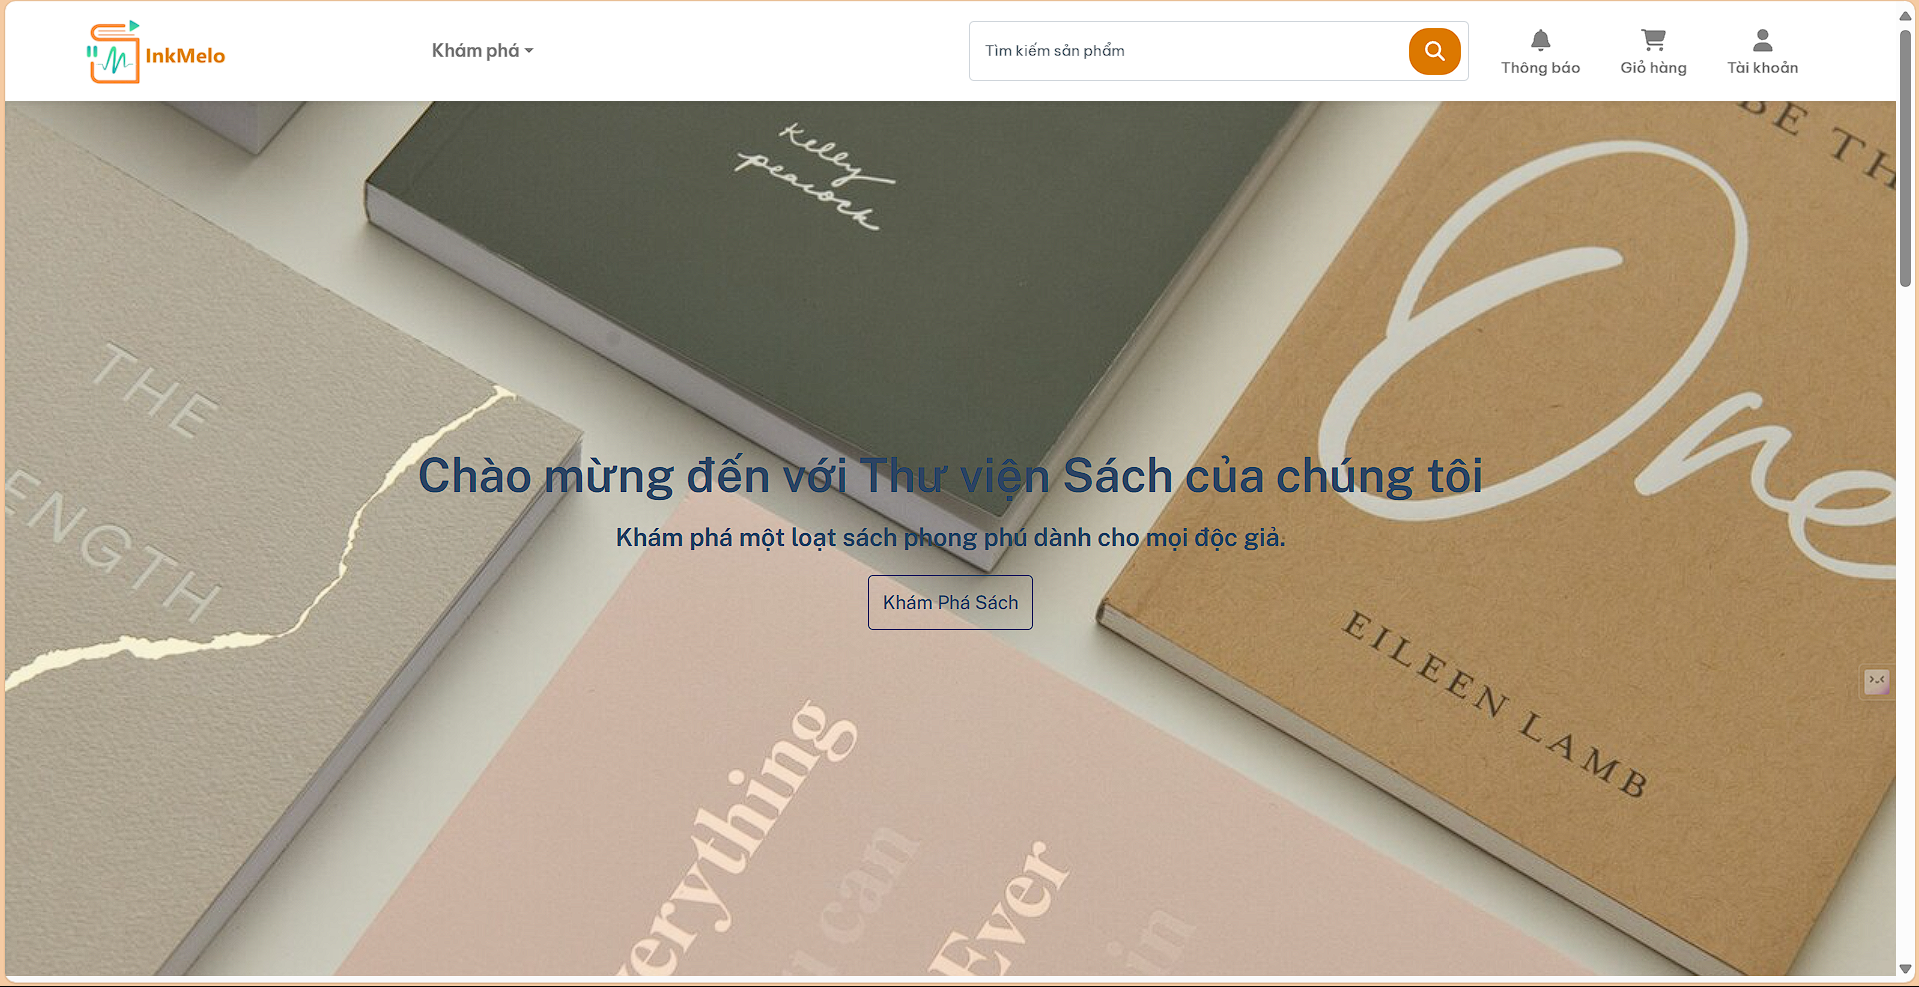 InkMelo
Khám phá
Tìm kiếm sản phẩm
Thông báo
Giỏ hàng
Tài khoản
kelly
peacock
BE TH
One
THE
ENGTH
Chào mừng đến với Thư viện Sách của chúng tôi
Khám phá một loạt sách phong phú dành cho mọi độc giả.
Khám Phá Sách
EILEEN LAMB
erything
can
Ever
in